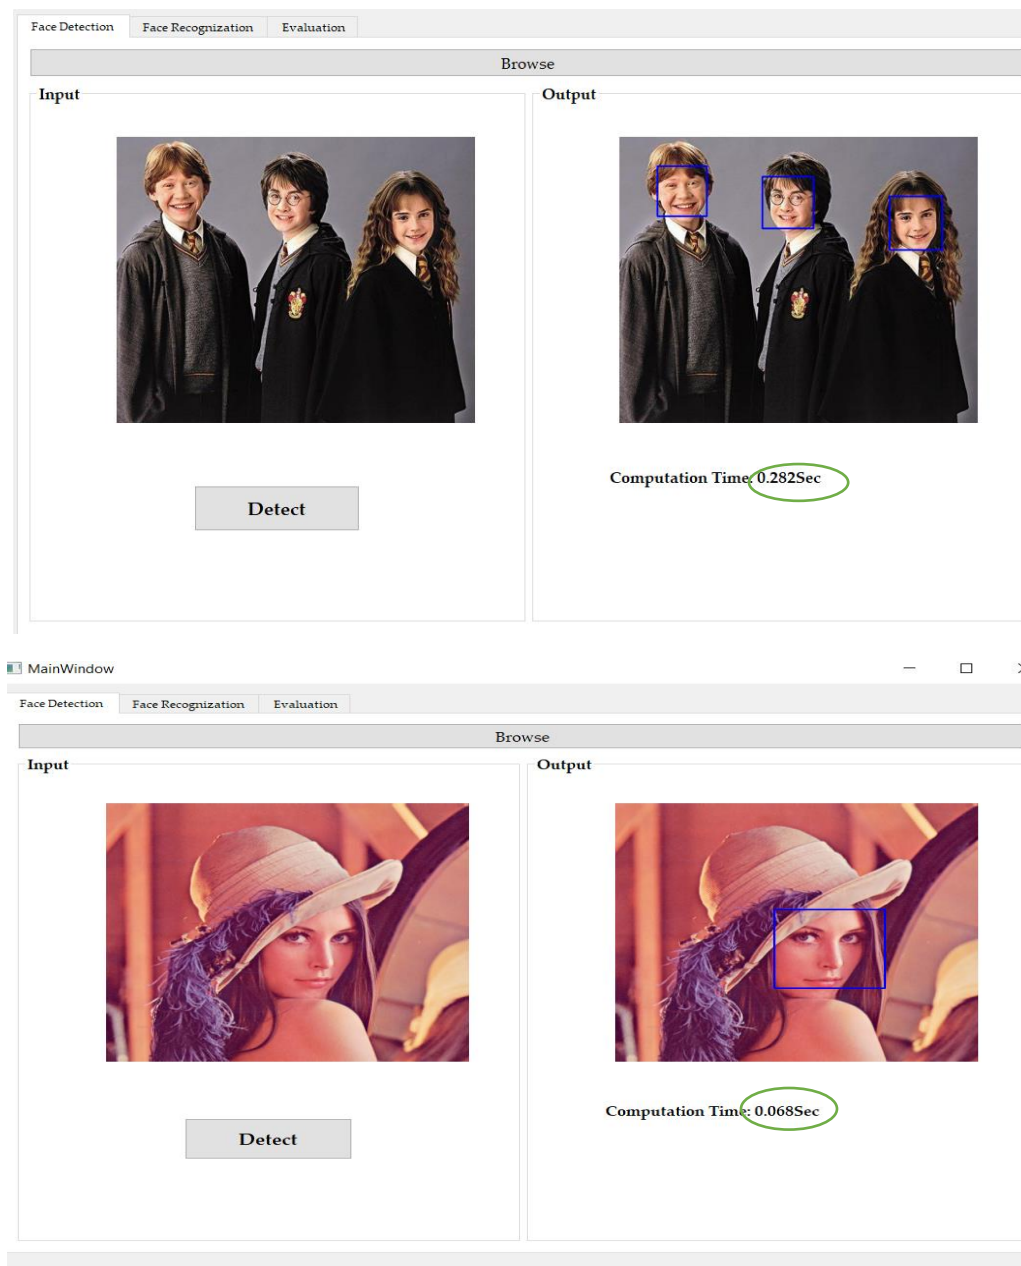 Face Detection Face Recognization Evaluation
Browse
Input Output
Computation Time: 0.282Sec
Detect
MainWindow
Face Detection Face Recognization Evaluation
Browse
Input Output
Computation Time: 0.068Sec
Detect